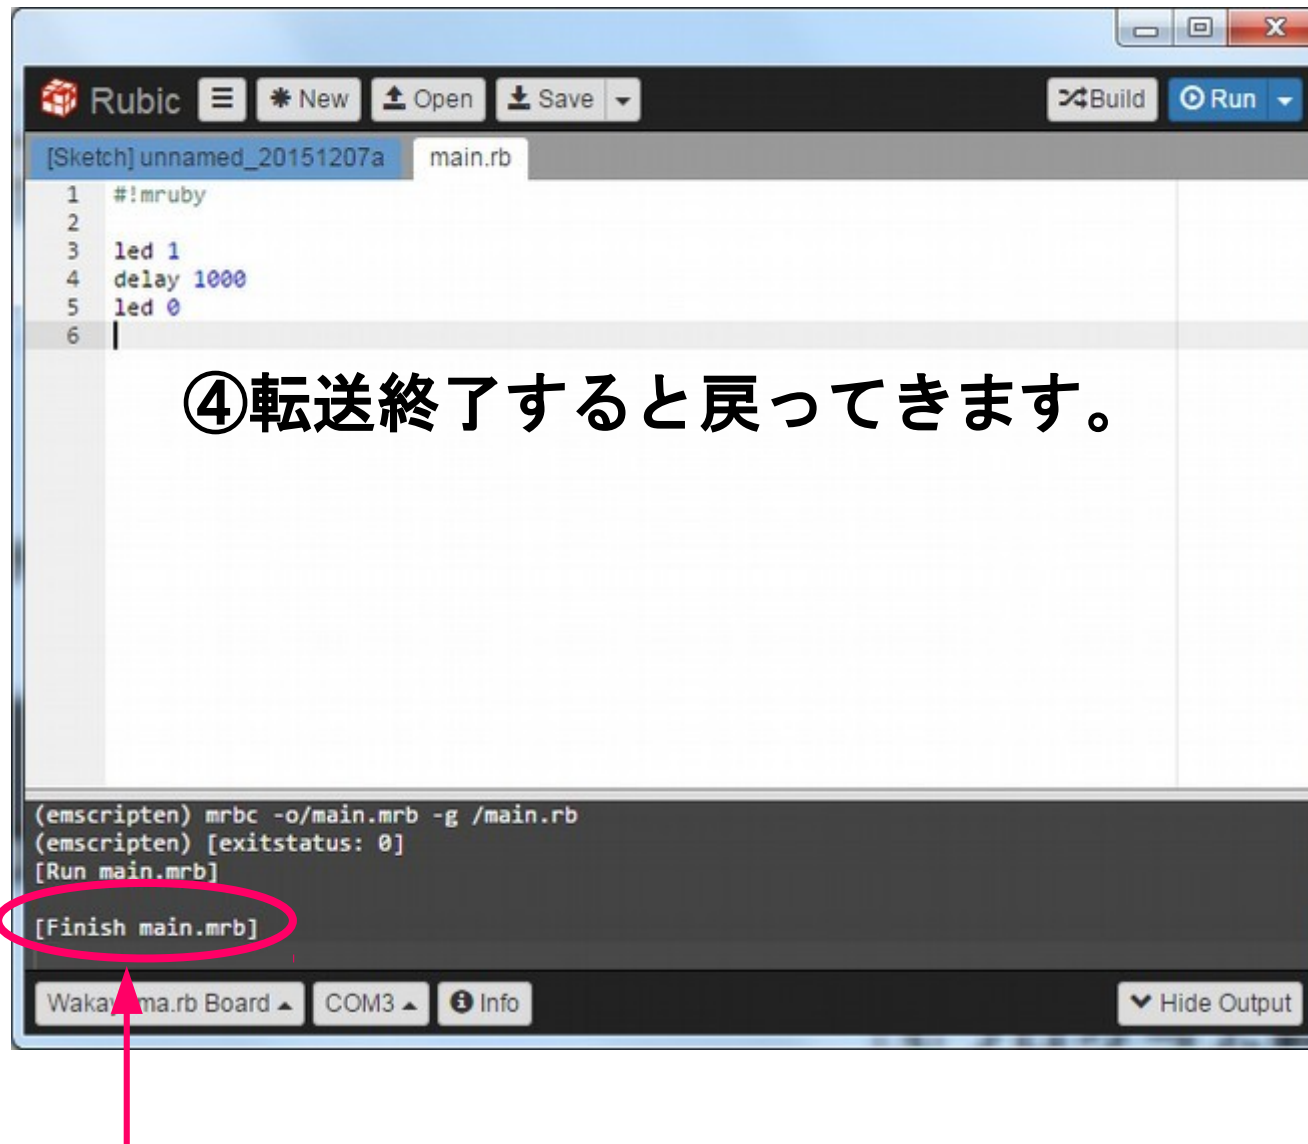 Rubic ☰ New Open Save Build Run
[Sketch] unnamed_20151207a main.rb
1 #!mruby
2
3 led 1
4 delay 1000
5 led 0
6
④転送終了すると戻ってきます。
(emscripten) mrbc -o/main.mrb -g /main.rb
(emscripten) [exitstatus: 0]
[Run main.mrb]
[Finish main.mrb]
Wakayama.rb Board COM3 Info Hide Output